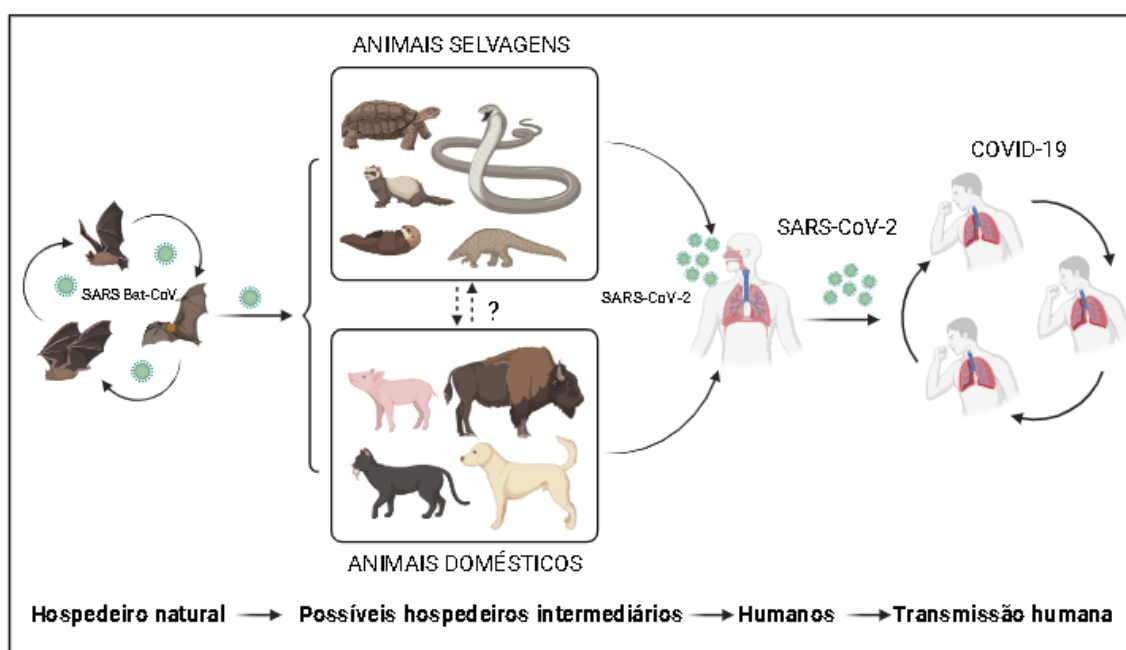 ANIMAIS SELVAGENS
COVID-19
SARS-CoV-2
SARS Bat-CoV
SARS-CoV-2
?
ANIMAIS DOMÉSTICOS
Hospedeiro natural
Possíveis hospedeiros intermediários
Humanos
Transmissão humana